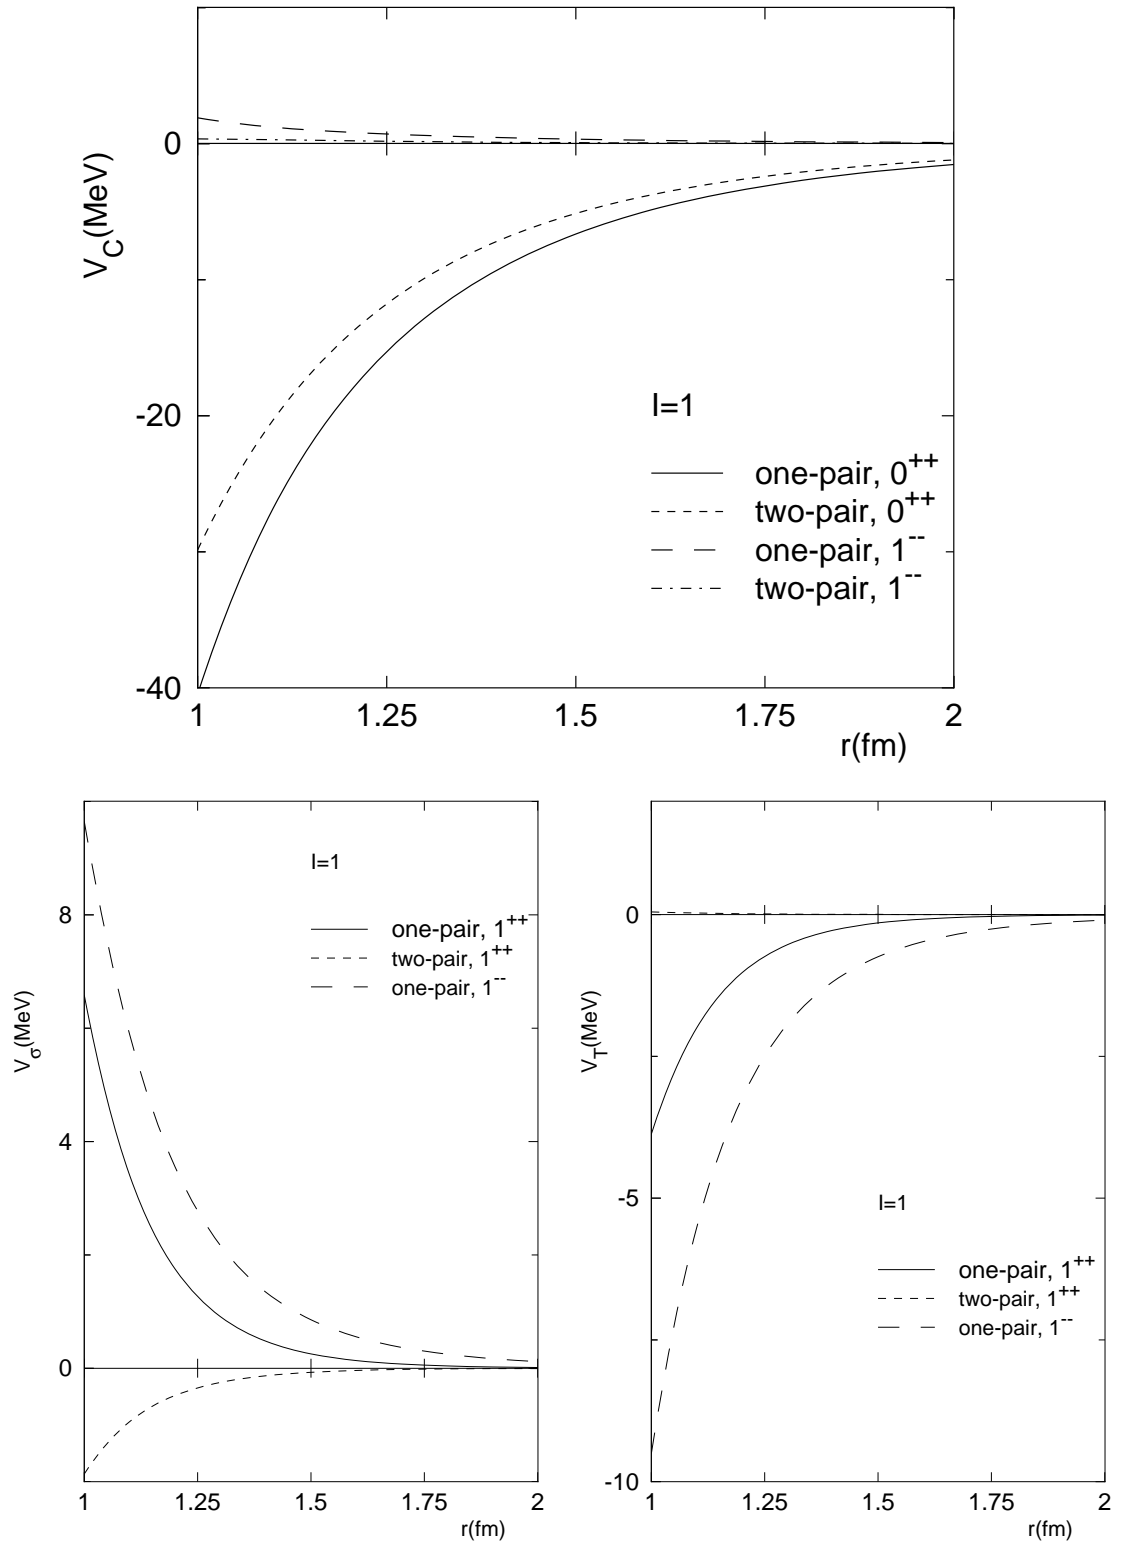 0
-20
-40
V_C(MeV)
I=1
one-pair, 0^{++}
two-pair, 0^{++}
one-pair, 1^{--}
two-pair, 1^{--}
1 1.25 1.5 1.75 2
r(fm)
8
4
0
V_σ(MeV)
I=1
one-pair, 1^{++}
two-pair, 1^{++}
one-pair, 1^{--}
1 1.25 1.5 1.75 2
r(fm)
0
-5
-10
V_T(MeV)
I=1
one-pair, 1^{++}
two-pair, 1^{++}
one-pair, 1^{--}
1 1.25 1.5 1.75 2
r(fm)